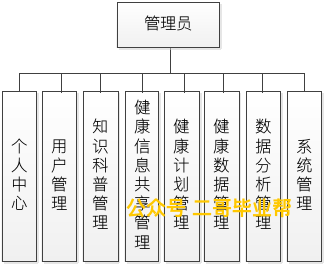 管理员
个人中心
用户管理
知识科普管理
健康信息共享管理
健康计划管理
健康数据管理
数据分析管理
系统管理
公众号 二哥毕业帮